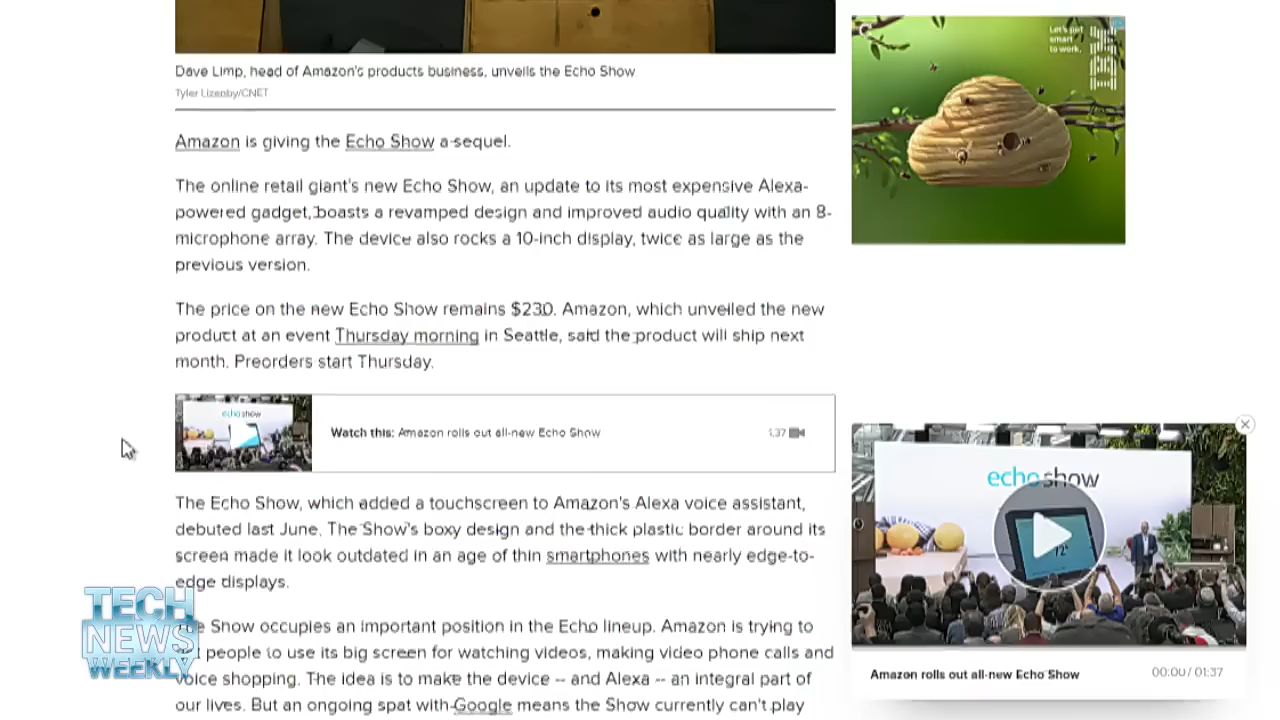 Dave Limp, head of Amazon's products business, unveils the Echo Show
Tyler Lizenby/CNET
Amazon is giving the Echo Show a sequel.
The online retail giant's new Echo Show, an update to its most expensive Alexa-
powered gadget, boasts a revamped design and improved audio quality with an 8-
microphone array. The device also rocks a 10-inch display, twice as large as the
previous version.
The price on the new Echo Show remains $230. Amazon, which unveiled the new
product at an event Thursday morning in Seattle, said the product will ship next
month. Preorders start Thursday.
echo show
Watch this: Amazon rolls out all-new Echo Show
1:37
The Echo Show, which added a touchscreen to Amazon's Alexa voice assistant,
debuted last June. The Show's boxy design and the thick plastic border around its
screen made it look outdated in an age of thin smartphones with nearly edge-to-
edge displays.
Show occupies an important position in the Echo lineup. Amazon is trying to
people to use its big screen for watching videos, making video phone calls and
voice shopping. The idea is to make the device -- and Alexa -- an integral part of
our lives. But an ongoing spat with Google means the Show currently can't play
TECH
NEWS
WEEKLY
Let's put
smart
to work.
IBM
echo show
72°
Amazon rolls out all-new Echo Show
00:00 / 01:37